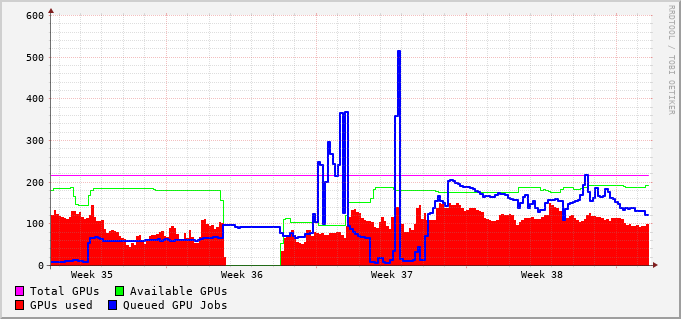 600
500
400
300
200
100
0
Week 35 Week 36 Week 37 Week 38
Total GPUs Available GPUs
GPUs used Queued GPU Jobs
RRDTOOL / TOBI OETIKER